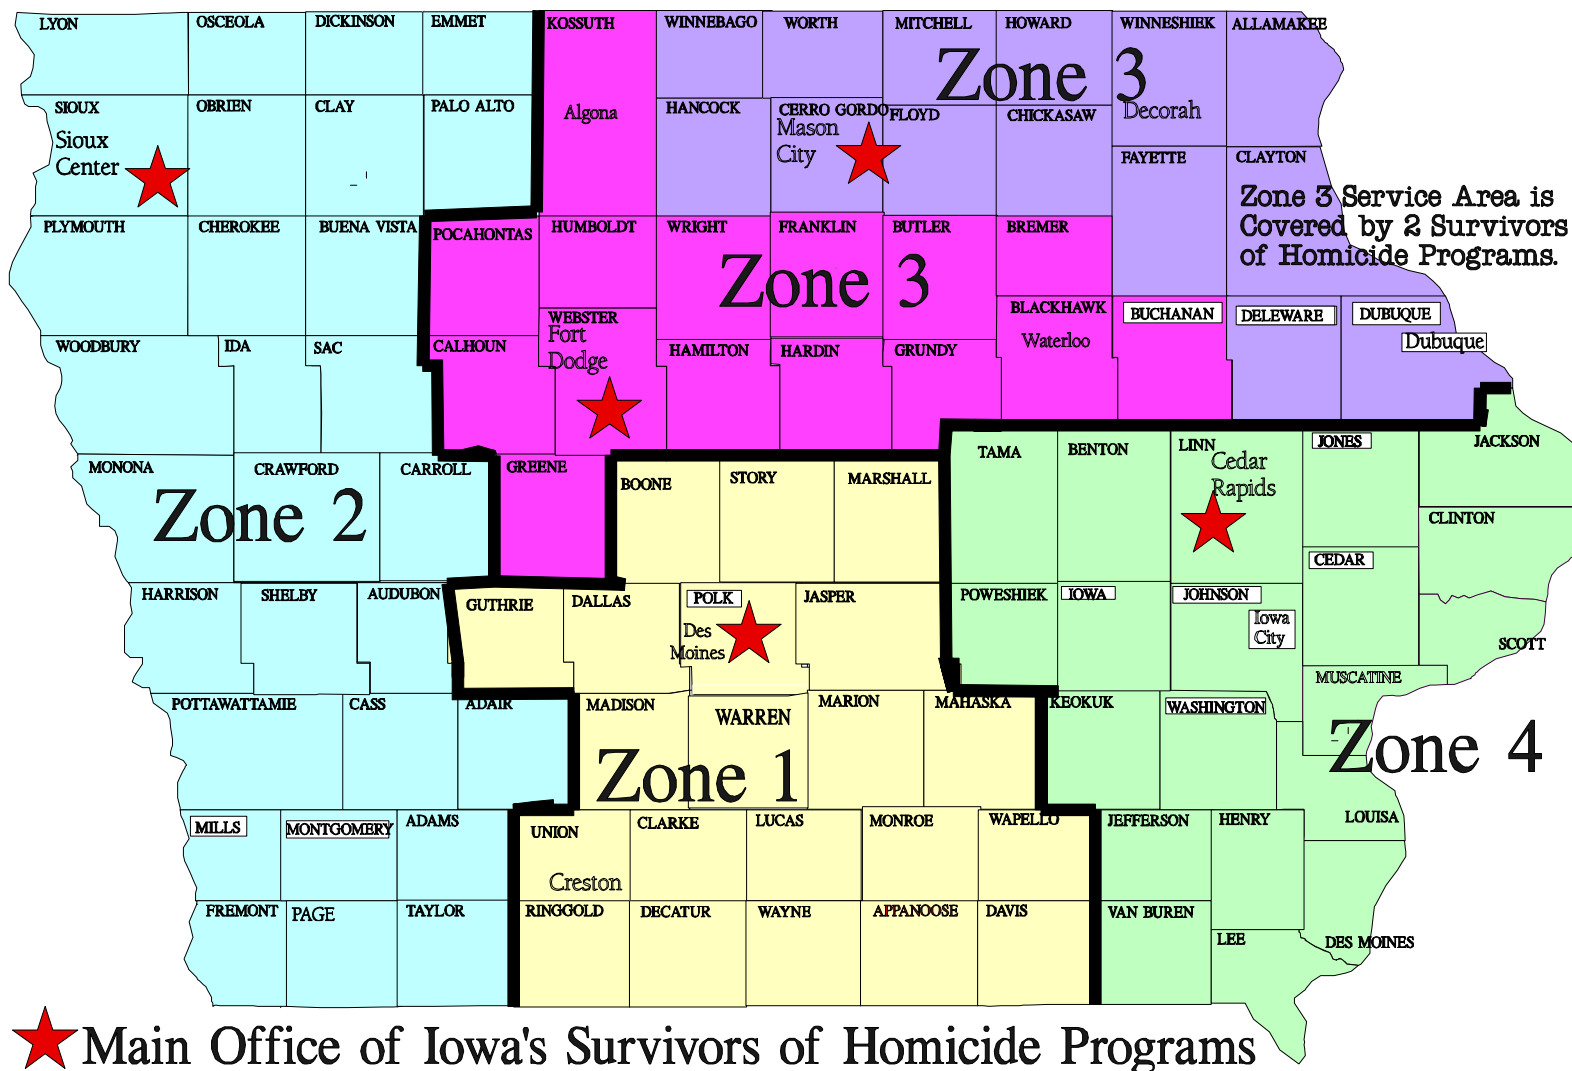 LYON
OSCEOLA
DICKINSON
EMMET
KOSSUTH
WINNEBAGO
WORTH
MITCHELL
HOWARD
WINNESHIEK
ALLAMAKEE
Zone 3
SIOUX
OBRIEN
CLAY
PALO ALTO
Algona
HANCOCK
CERRO GORDO
FLOYD
CHICKASAW
Decorah
Sioux
Center
Mason
City
FAYETTE
CLAYTON
Zone 3 Service Area is
Covered by 2 Survivors
of Homicide Programs.
PLYMOUTH
CHEROKEE
BUENA VISTA
POCAHONTAS
HUMBOLDT
WRIGHT
FRANKLIN
BUTLER
BREMER
Zone 3
WEBSTER
Fort
Dodge
BLACKHAWK
Waterloo
BUCHANAN
DELEWARE
DUBUQUE
Dubuque
WOODBURY
IDA
SAC
CALHOUN
HAMILTON
HARDIN
GRUNDY
MONONA
CRAWFORD
CARROLL
GREENE
BOONE
STORY
MARSHALL
TAMA
BENTON
LINN
Cedar
Rapids
JONES
JACKSON
Zone 2
CLINTON
CEDAR
HARRISON
SHELBY
AUDUBON
GUTHRIE
DALLAS
POLK
Des
Moines
JASPER
POWESHIEK
IOWA
JOHNSON
Iowa
City
SCOTT
MUSCATINE
POTTAWATTAMIE
CASS
ADAIR
MADISON
WARREN
MARION
MAHASKA
KEOKUK
WASHINGTON
Zone 1
Zone 4
MILLS
MONTGOMERY
ADAMS
UNION
Creston
CLARKE
LUCAS
MONROE
WAPELLO
JEFFERSON
HENRY
LOUISA
FREMONT
PAGE
TAYLOR
RINGGOLD
DECATUR
WAYNE
APPANOOSE
DAVIS
VAN BUREN
LEE
DES MOINES
Main Office of Iowa's Survivors of Homicide Programs